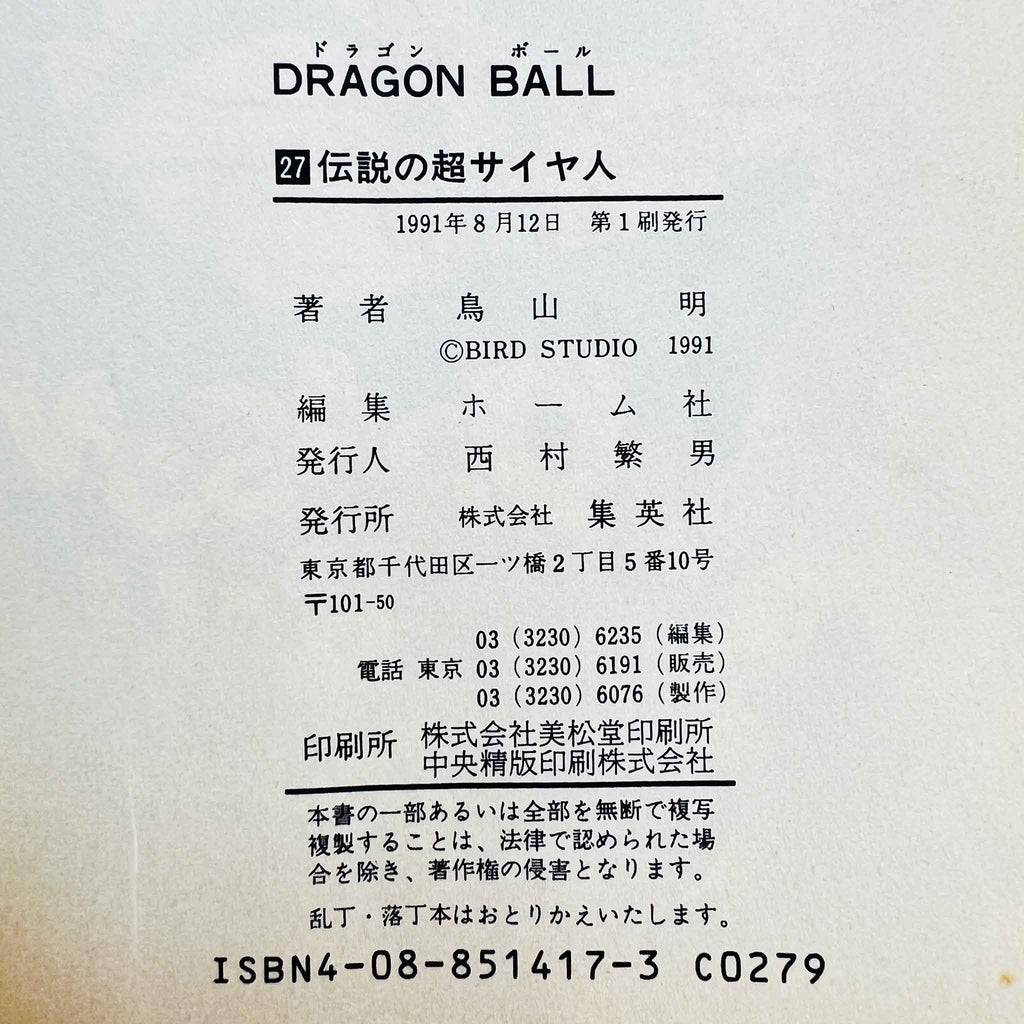 ドラゴン ボール
DRAGON BALL
27 伝説の超サイヤ人
1991年8月12日 第1刷発行
著者 鳥山 明
©BIRD STUDIO 1991
編集 ホーム社
発行人 西村繁男
発行所 株式会社 集英社
東京都千代田区一ツ橋2丁目5番10号
〒101-50
03 (3230) 6235 (編集)
電話 東京 03 (3230) 6191 (販売)
03 (3230) 6076 (製作)
印刷所 株式会社美松堂印刷所
中央精版印刷株式会社
本書の一部あるいは全部を無断で複写
複製することは、法律で認められた場
合を除き、著作権の侵害となります。
乱丁・落丁本はおとりかえいたします。
ISBN4-08-851417-3 C0279